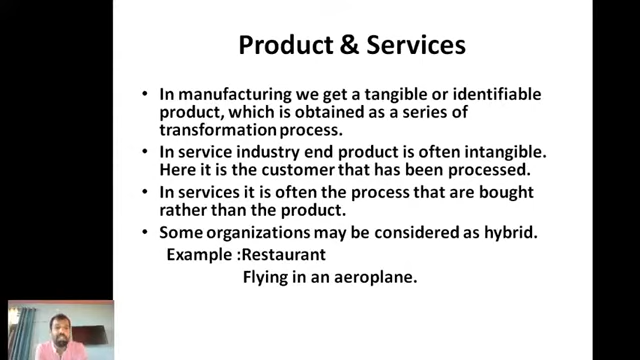 Product & Services
• In manufacturing we get a tangible or identifiable
product, which is obtained as a series of
transformation process.
• In service industry end product is often intangible.
Here it is the customer that has been processed.
• In services it is often the process that are bought
rather than the product.
• Some organizations may be considered as hybrid.
Example :Restaurant
Flying in an aeroplane.